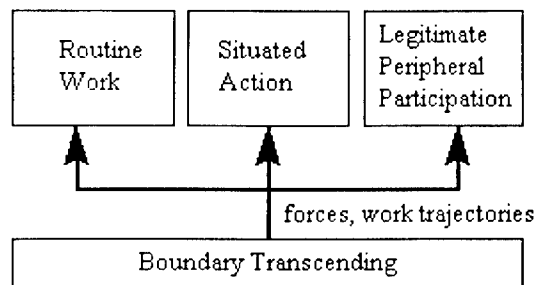 Routine
Work
Situated
Action
Legitimate
Peripheral
Participation
forces, work trajectories
Boundary Transcending